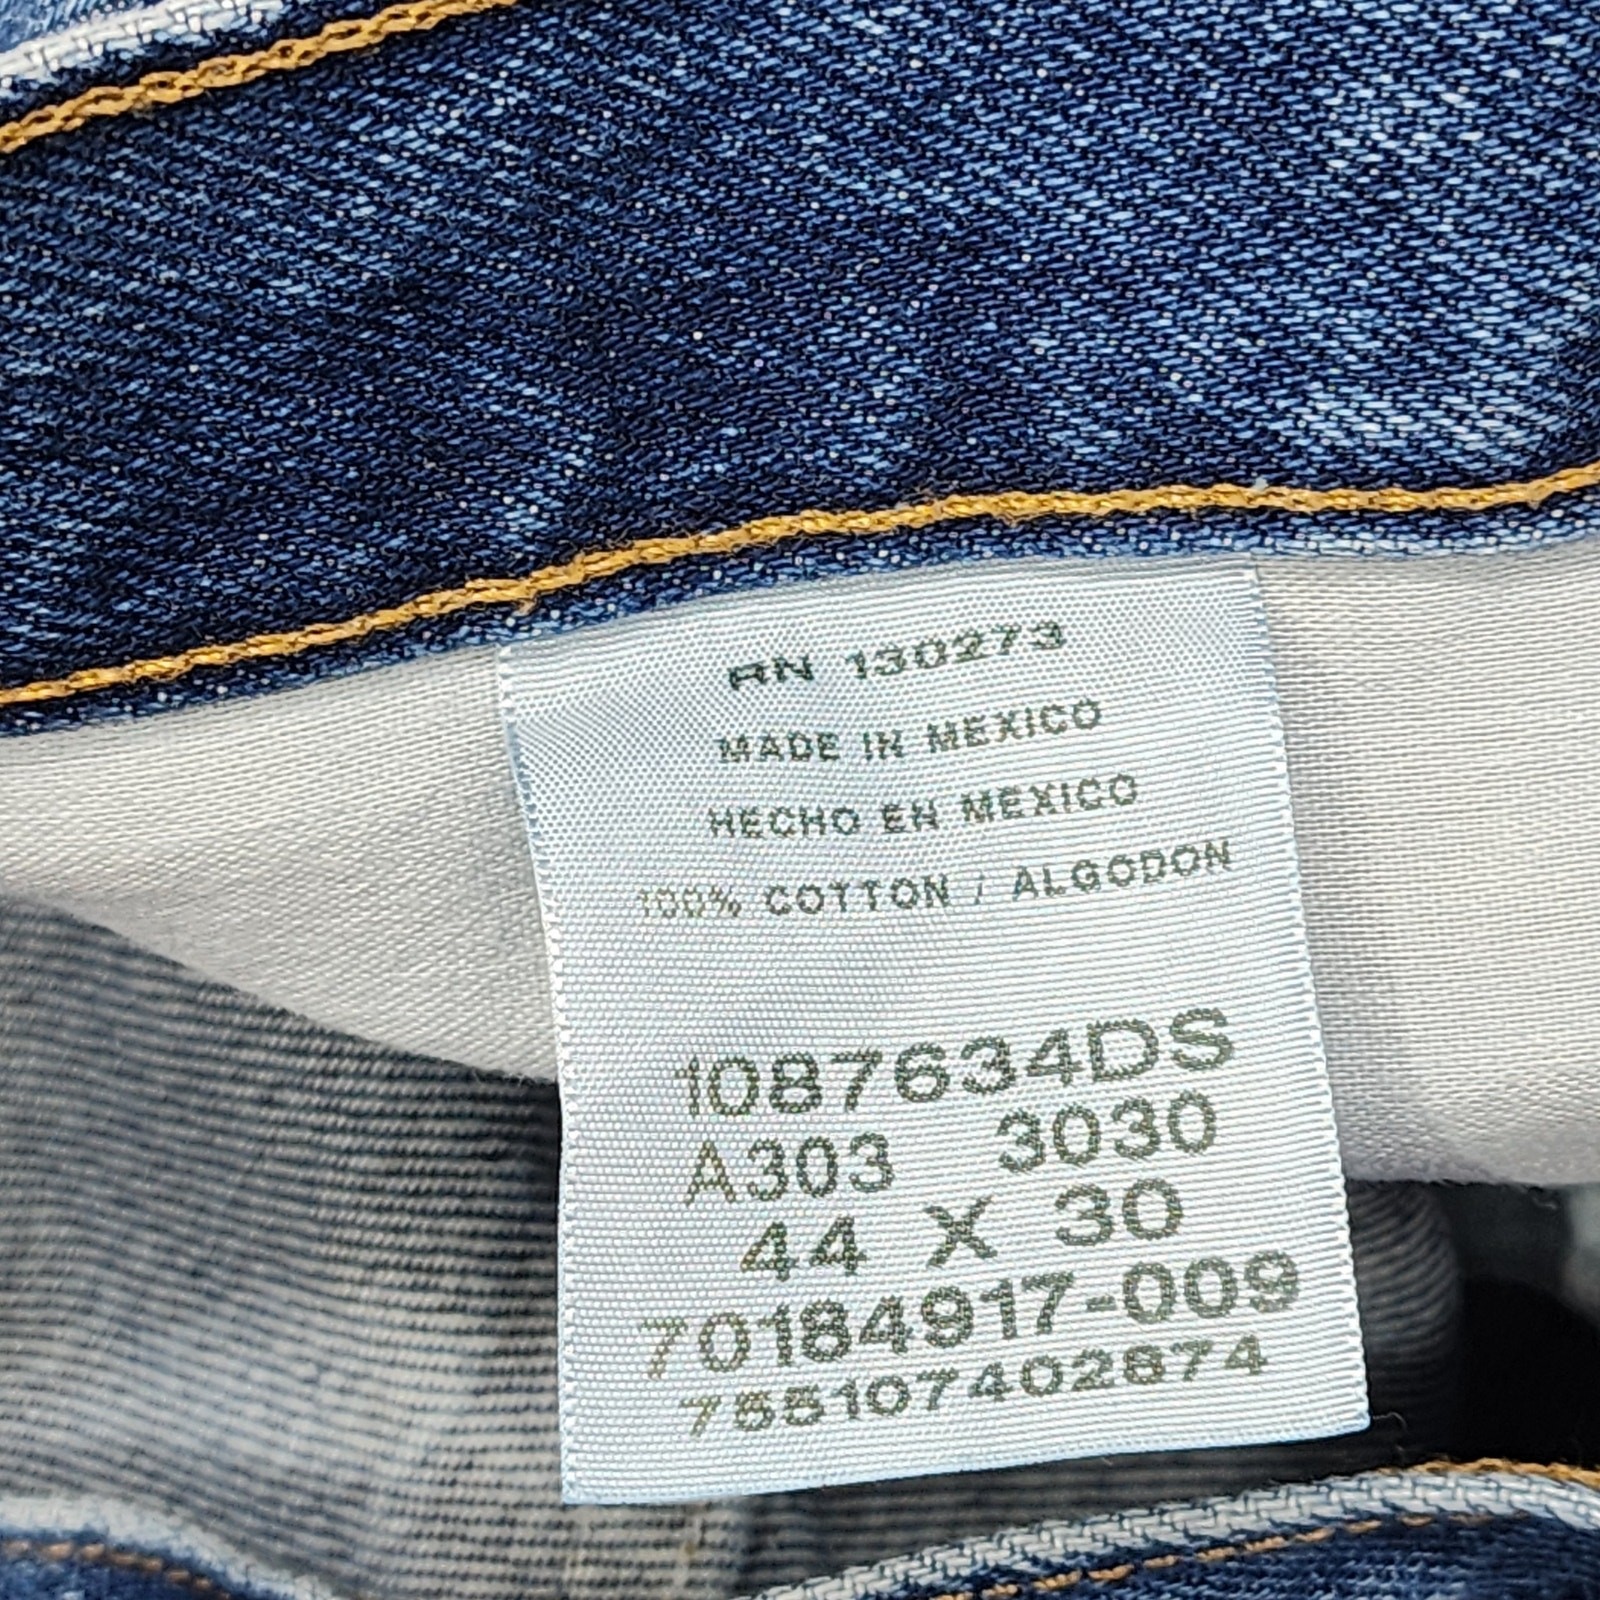 RN 130273
MADE IN MEXICO
HECHO EN MEXICO
100% COTTON / ALGODON
1087634DS
A303 3030
44 X 30
70184917-009
755107402874